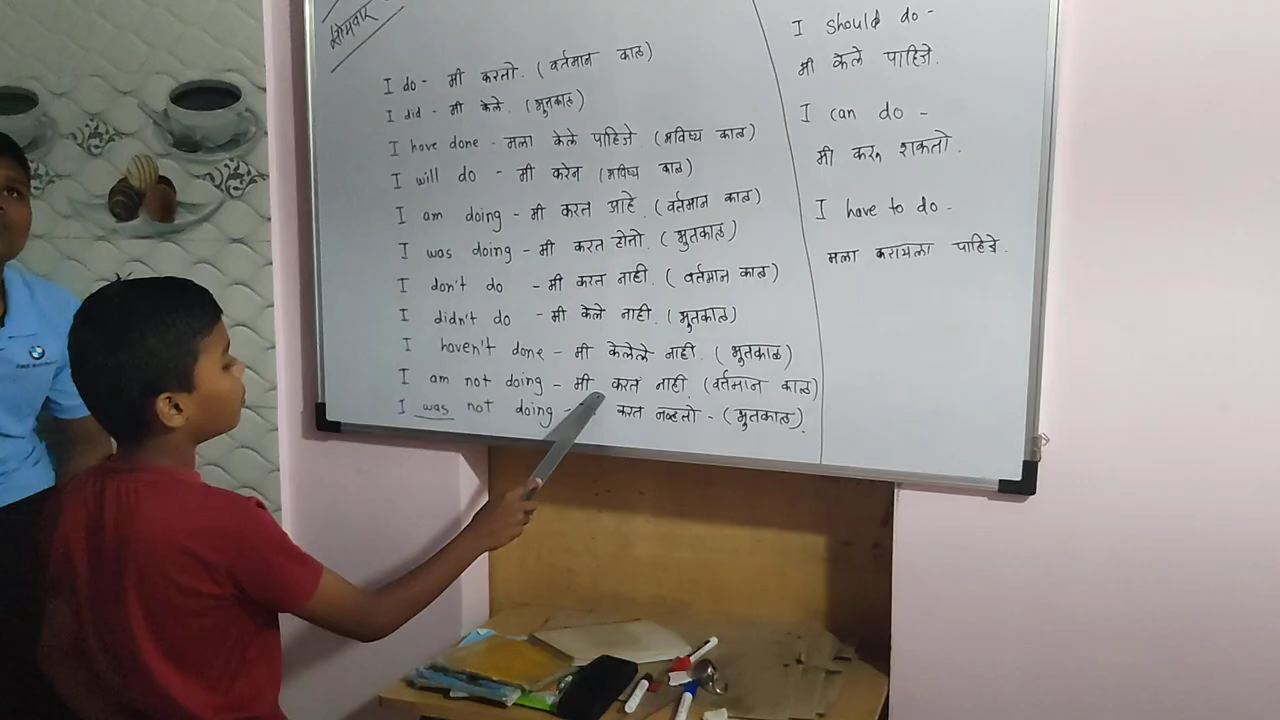 सोमवार
I do - मी करतो. (वर्तमान काळ)
I did - मी केले. (भुतकाळ)
I have done - मला केले पाहिजे (भविष्य काळ)
I will do - मी करेन (भविष्य काळ)
I am doing - मी करत आहे. (वर्तमान काळ)
I was doing - मी करत होतो. (भुतकाळ)
I don't do - मी करत नाही. (वर्तमान काळ)
I didn't do - मी केले नाही. (भुतकाळ)
I haven't done - मी केलेले नाही. (भुतकाळ)
I am not doing - मी करत नाही. (वर्तमान काळ)
I was not doing - करत नव्हतो - (भुतकाळ).
I should do -
मी केले पाहिजे.
I can do -
मी करू शकतो.
I have to do -
मला करायला पाहिजे.
BMW